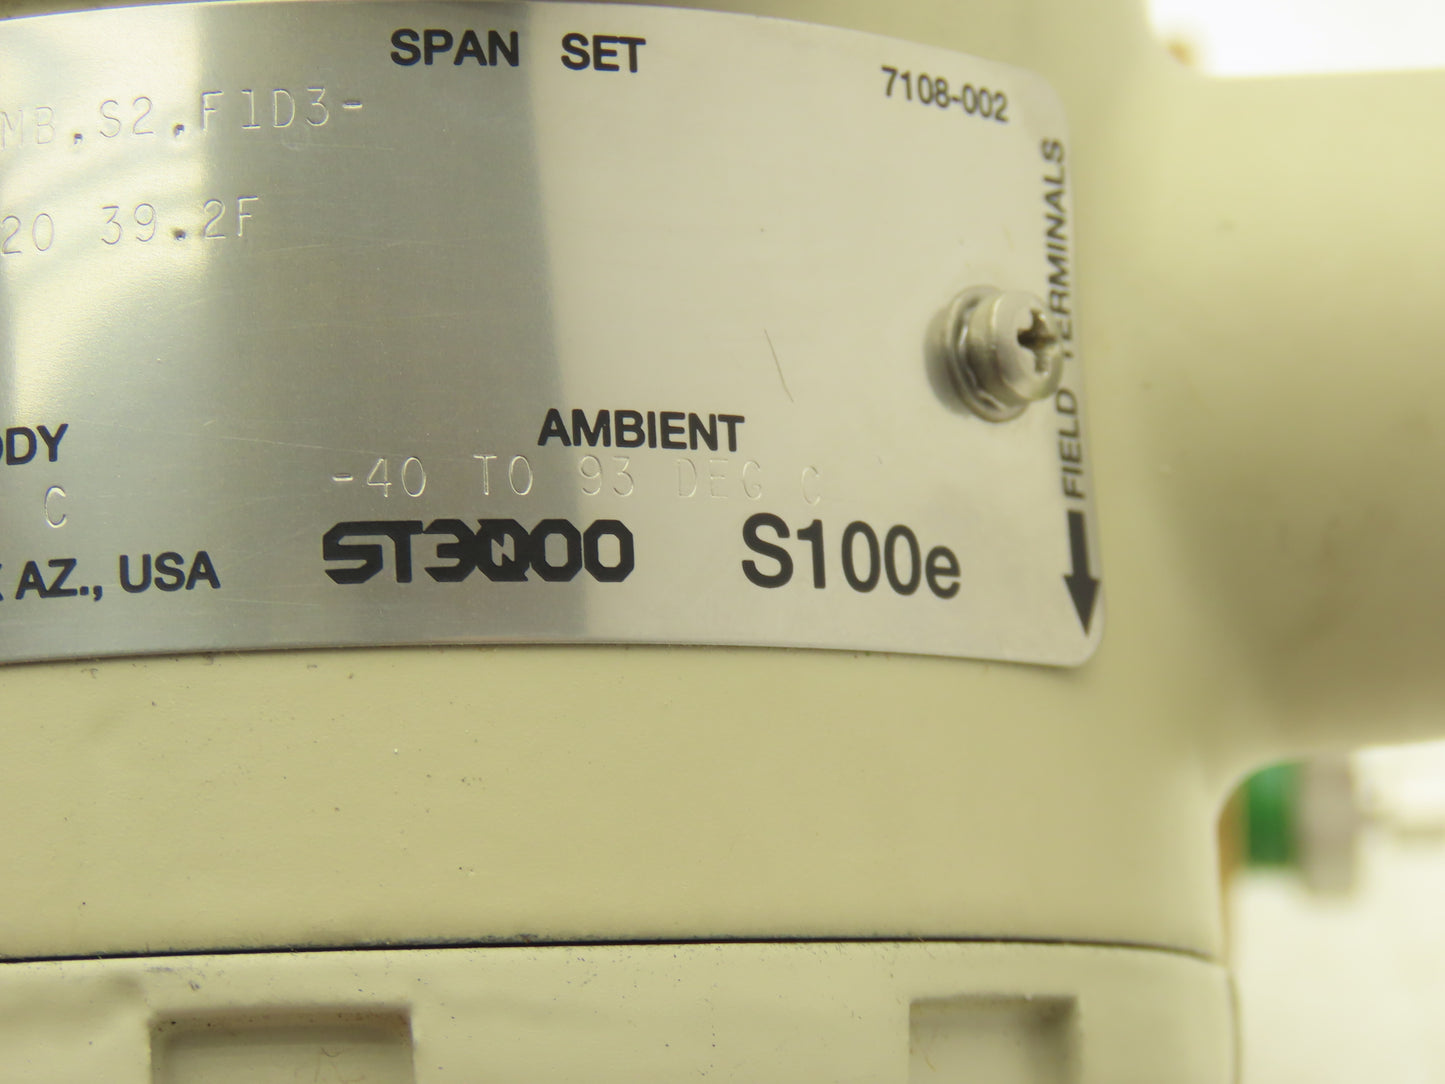 SPAN SET
7108-002
MB,S2,F1D3-
20 39.2F
FIELD TERMINALS
ODY
AMBIENT
C
-40 TO 93 DEG C
AZ., USA
ST3000
S100e